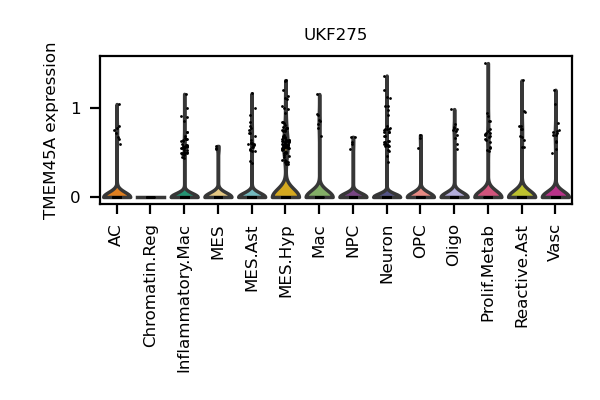 UKF275
TMEM45A expression
1
0
AC
Chromatin.Reg
Inflammatory.Mac
MES
MES.Ast
MES.Hyp
Mac
NPC
Neuron
OPC
Oligo
Prolif.Metab
Reactive.Ast
Vasc